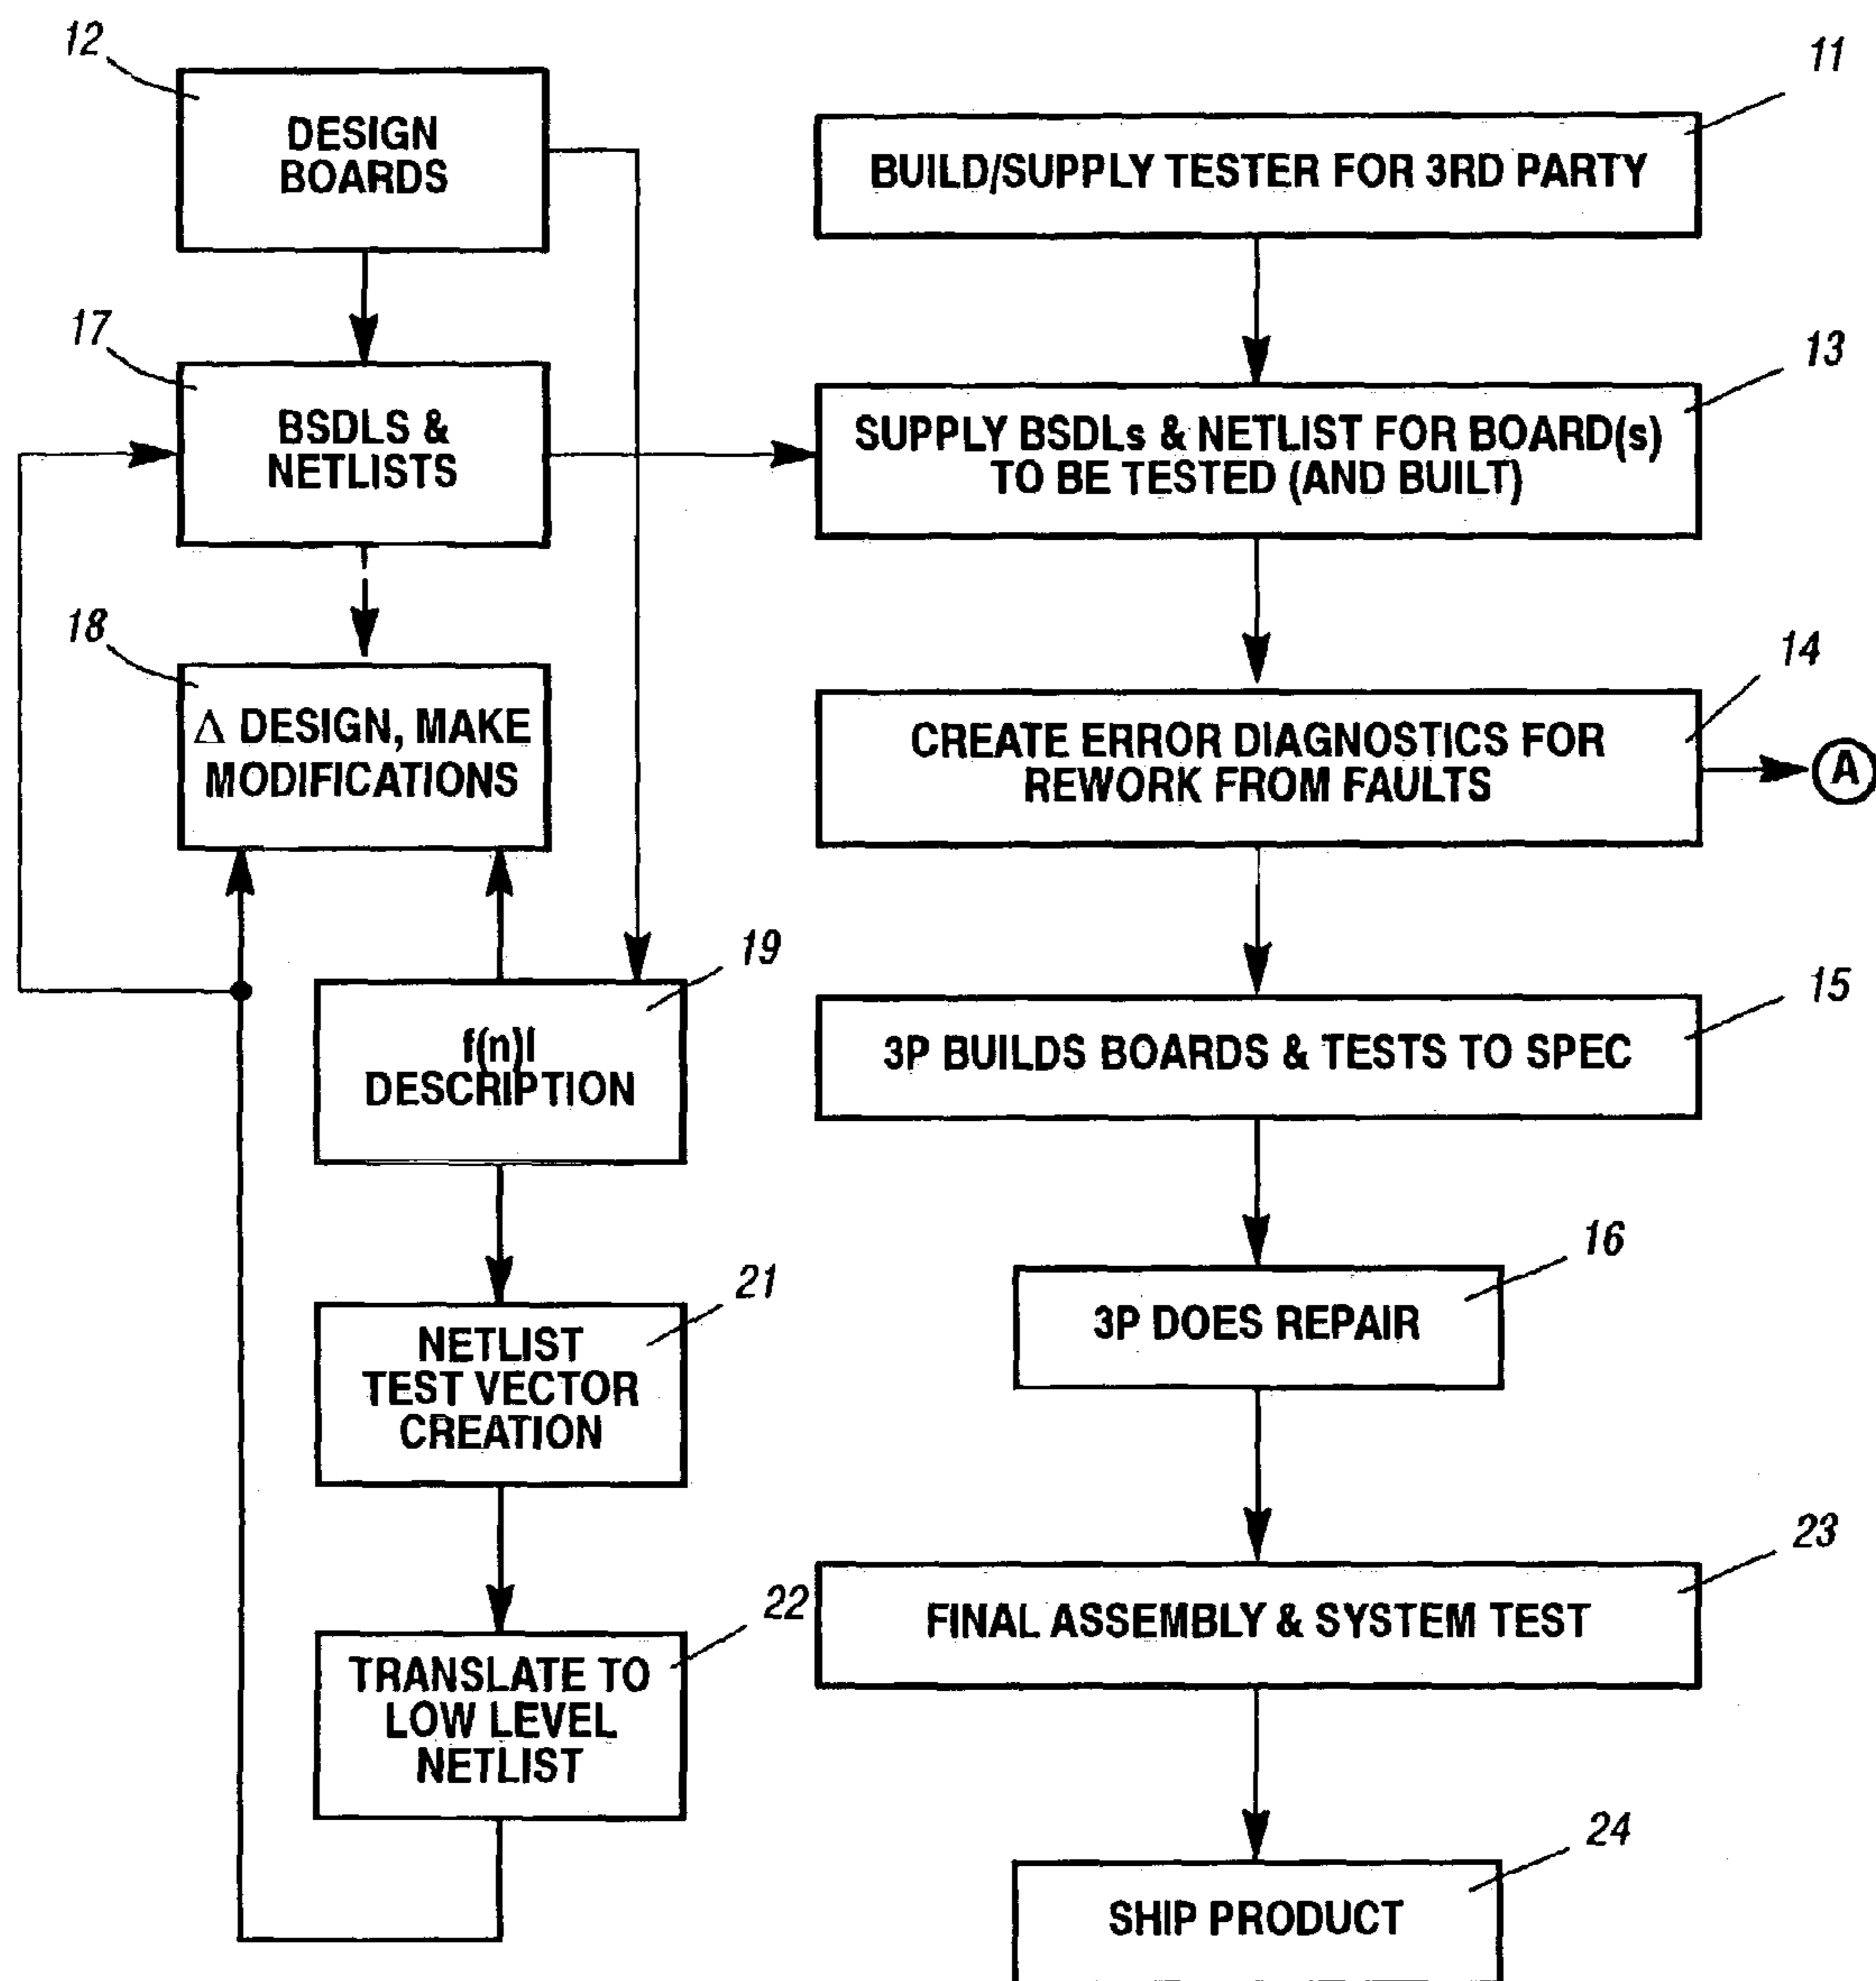 12
DESIGN
BOARDS
11
BUILD/SUPPLY TESTER FOR 3RD PARTY
17
BSDLS &
NETLISTS
13
SUPPLY BSDLs & NETLIST FOR BOARD(s)
TO BE TESTED (AND BUILT)
18
Δ DESIGN, MAKE
MODIFICATIONS
14
CREATE ERROR DIAGNOSTICS FOR
REWORK FROM FAULTS
A
19
f(n)l
DESCRIPTION
15
3P BUILDS BOARDS & TESTS TO SPEC
21
NETLIST
TEST VECTOR
CREATION
16
3P DOES REPAIR
22
TRANSLATE TO
LOW LEVEL
NETLIST
23
FINAL ASSEMBLY & SYSTEM TEST
24
SHIP PRODUCT